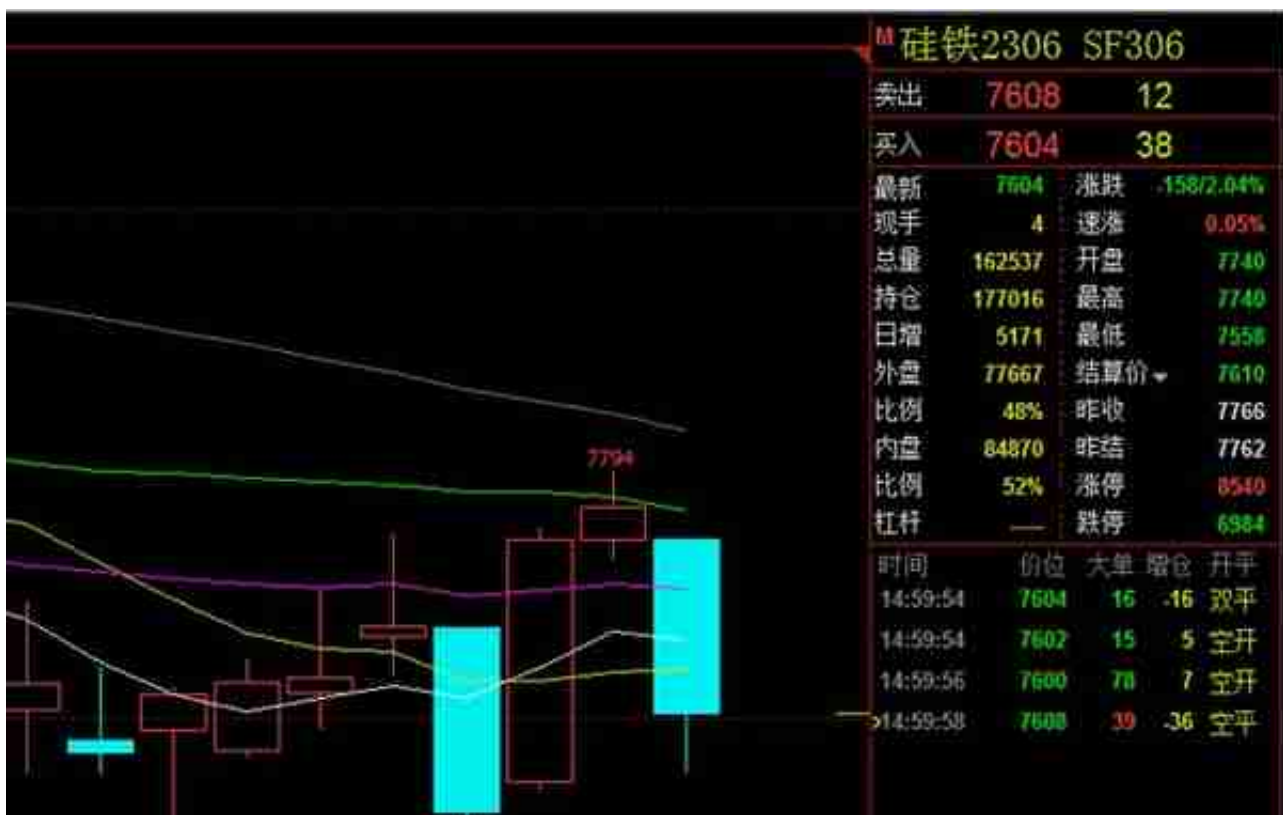 M 硅铁2306 SF306
卖出 7608 12
买入 7604 38
最新 7604 涨跌 -158/2.04%
现手 4 速涨 0.05%
总量 162537 开盘 7740
持仓 177016 最高 7740
日增 5171 最低 7558
外盘 77667 结算价 7610
比例 48% 昨收 7766
内盘 84870 昨结 7762
比例 52% 涨停 8540
杠杆 — 跌停 6984
7794
时间 价位 大单 增仓 开平
14:59:54 7604 16 -16 双平
14:59:54 7602 15 5 空开
14:59:56 7600 78 7 空开
14:59:58 7608 39 -36 空平